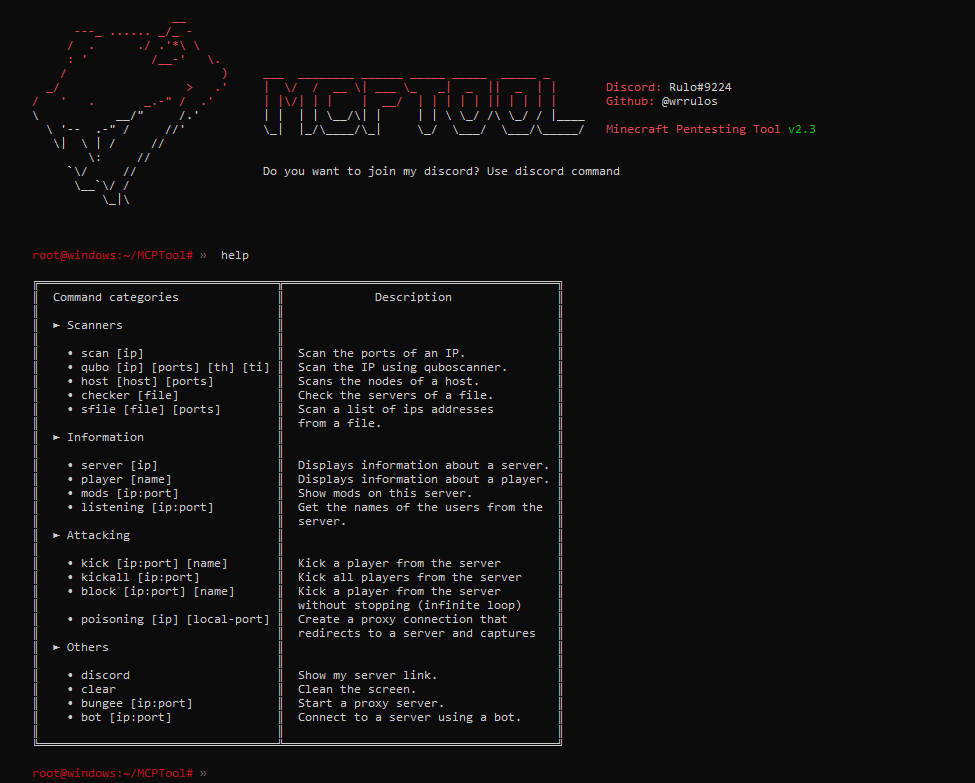 MCPTOOL
Discord: Rulo#9224
Github: @wrrulos
Minecraft Pentesting Tool v2.3
Do you want to join my discord? Use discord command
root@windows:~/MCPTool# » help
Command categories Description
► Scanners
• scan [ip] Scan the ports of an IP.
• qubo [ip] [ports] [th] [ti] Scan the IP using quboscanner.
• host [host] [ports] Scans the nodes of a host.
• checker [file] Check the servers of a file.
• sfile [file] [ports] Scan a list of ips addresses
from a file.
► Information
• server [ip] Displays information about a server.
• player [name] Displays information about a player.
• mods [ip:port] Show mods on this server.
• listening [ip:port] Get the names of the users from the
server.
► Attacking
• kick [ip:port] [name] Kick a player from the server
• kickall [ip:port] Kick all players from the server
• block [ip:port] [name] Kick a player from the server
without stopping (infinite loop)
• poisoning [ip] [local-port] Create a proxy connection that
redirects to a server and captures
► Others
• discord Show my server link.
• clear Clean the screen.
• bungee [ip:port] Start a proxy server.
• bot [ip:port] Connect to a server using a bot.
root@windows:~/MCPTool# »